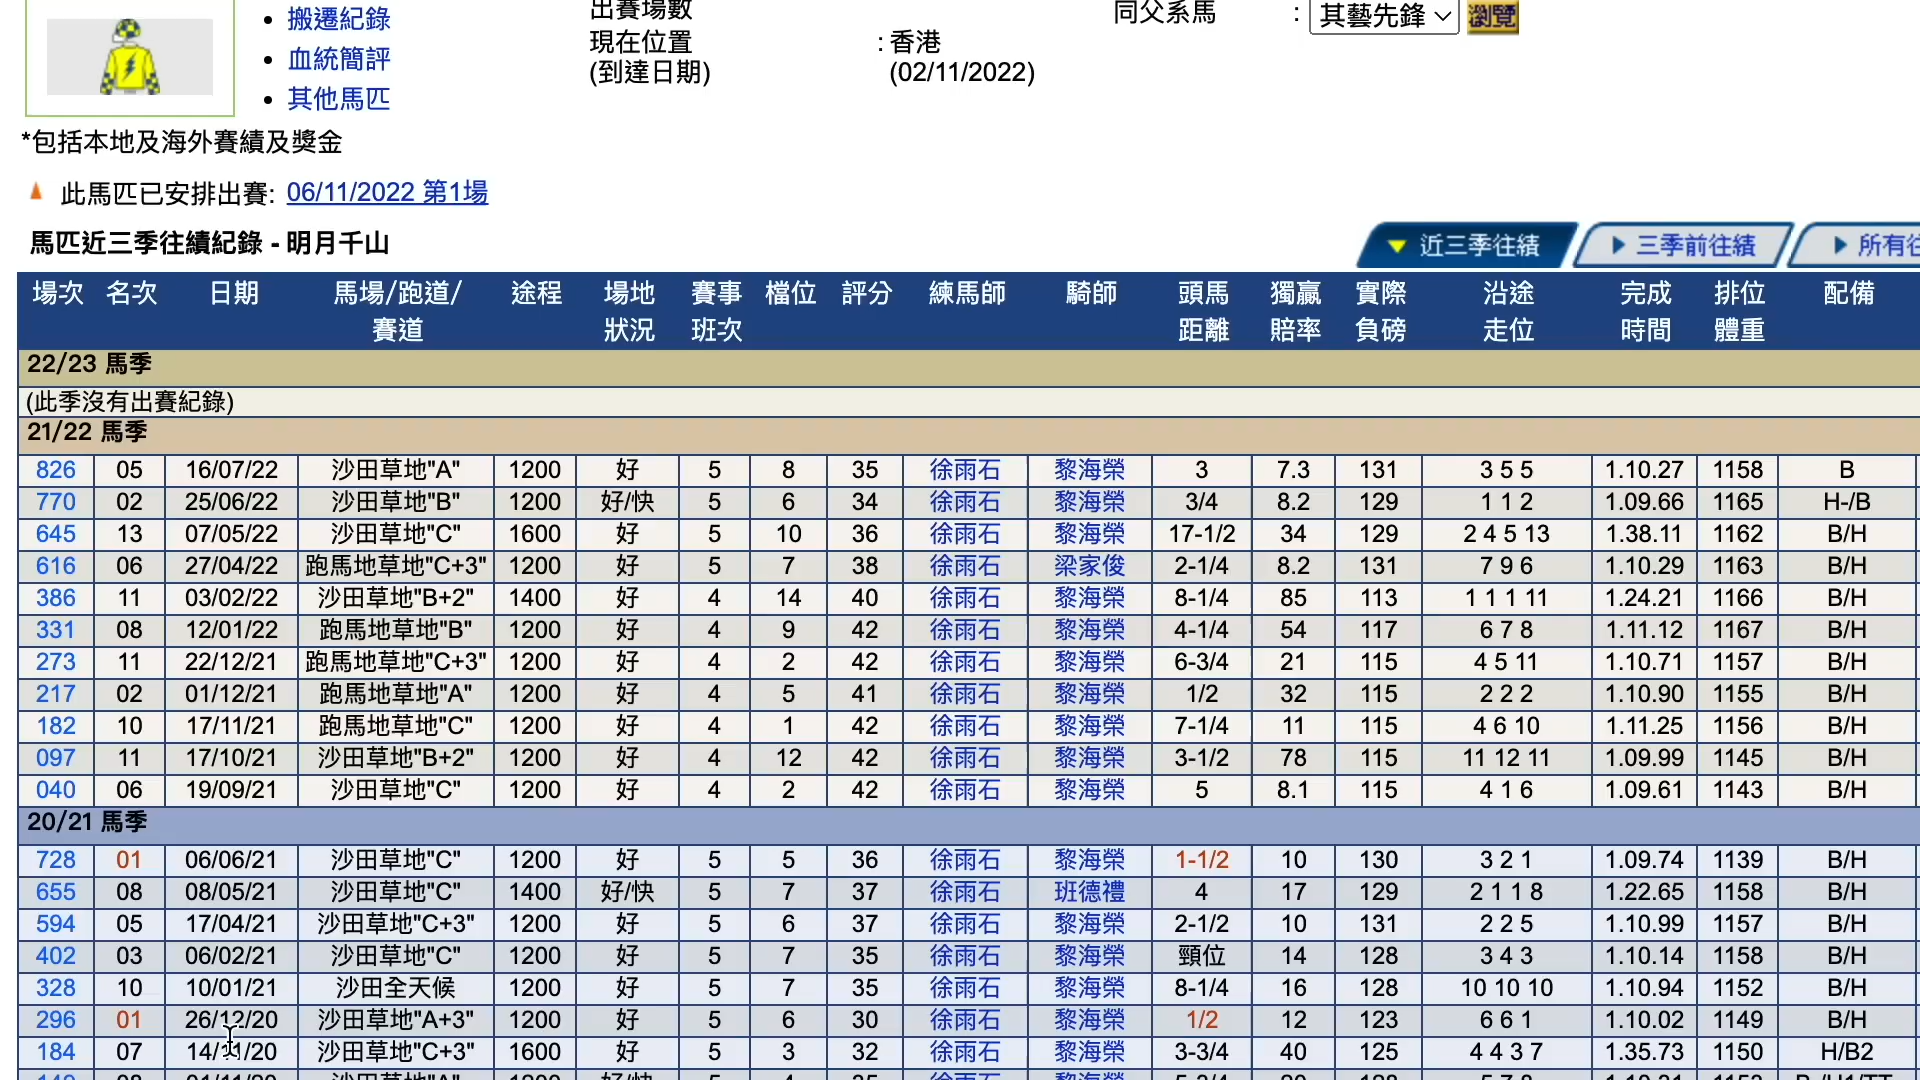 搬遷紀錄
血統簡評
其他馬匹
出賽場數
現在位置 : 香港
(到達日期) (02/11/2022)
同父系馬 : 其藝先鋒 瀏覽
*包括本地及海外賽績及獎金
此馬匹已安排出賽: 06/11/2022 第1場
馬匹近三季往績紀錄 - 明月千山
近三季往績 三季前往績 所有往
場次 名次 日期 馬場/跑道/賽道 途程 場地狀況 賽事班次 檔位 評分 練馬師 騎師 頭馬距離 獨贏賠率 實際負磅 沿途走位 完成時間 排位體重 配備
22/23 馬季
(此季沒有出賽紀錄)
21/22 馬季
826 05 16/07/22 沙田草地"A" 1200 好 5 8 35 徐雨石 黎海榮 3 7.3 131 3 5 5 1.10.27 1158 B
770 02 25/06/22 沙田草地"B" 1200 好/快 5 6 34 徐雨石 黎海榮 3/4 8.2 129 1 1 2 1.09.66 1165 H-/B
645 13 07/05/22 沙田草地"C" 1600 好 5 10 36 徐雨石 黎海榮 17-1/2 34 129 2 4 5 13 1.38.11 1162 B/H
616 06 27/04/22 跑馬地草地"C+3" 1200 好 5 7 38 徐雨石 梁家俊 2-1/4 8.2 131 7 9 6 1.10.29 1163 B/H
386 11 03/02/22 沙田草地"B+2" 1400 好 4 14 40 徐雨石 黎海榮 8-1/4 85 113 1 1 1 11 1.24.21 1166 B/H
331 08 12/01/22 跑馬地草地"B" 1200 好 4 9 42 徐雨石 黎海榮 4-1/4 54 117 6 7 8 1.11.12 1167 B/H
273 11 22/12/21 跑馬地草地"C+3" 1200 好 4 2 42 徐雨石 黎海榮 6-3/4 21 115 4 5 11 1.10.71 1157 B/H
217 02 01/12/21 跑馬地草地"A" 1200 好 4 5 41 徐雨石 黎海榮 1/2 32 115 2 2 2 1.10.90 1155 B/H
182 10 17/11/21 跑馬地草地"C" 1200 好 4 1 42 徐雨石 黎海榮 7-1/4 11 115 4 6 10 1.11.25 1156 B/H
097 11 17/10/21 沙田草地"B+2" 1200 好 4 12 42 徐雨石 黎海榮 3-1/2 78 115 11 12 11 1.09.99 1145 B/H
040 06 19/09/21 沙田草地"C" 1200 好 4 2 42 徐雨石 黎海榮 5 8.1 115 4 1 6 1.09.61 1143 B/H
20/21 馬季
728 01 06/06/21 沙田草地"C" 1200 好 5 5 36 徐雨石 黎海榮 1-1/2 10 130 3 2 1 1.09.74 1139 B/H
655 08 08/05/21 沙田草地"C" 1400 好/快 5 7 37 徐雨石 班德禮 4 17 129 2 1 1 8 1.22.65 1158 B/H
594 05 17/04/21 沙田草地"C+3" 1200 好 5 6 37 徐雨石 黎海榮 2-1/2 10 131 2 2 5 1.10.99 1157 B/H
402 03 06/02/21 沙田草地"C" 1200 好 5 7 35 徐雨石 黎海榮 頸位 14 128 3 4 3 1.10.14 1158 B/H
328 10 10/01/21 沙田全天候 1200 好 5 7 35 徐雨石 黎海榮 8-1/4 16 128 10 10 10 1.10.94 1152 B/H
296 01 26/12/20 沙田草地"A+3" 1200 好 5 6 30 徐雨石 黎海榮 1/2 12 123 6 6 1 1.10.02 1149 B/H
184 07 14/11/20 沙田草地"C+3" 1600 好 5 3 32 徐雨石 黎海榮 3-3/4 40 125 4 4 3 7 1.35.73 1150 H/B2